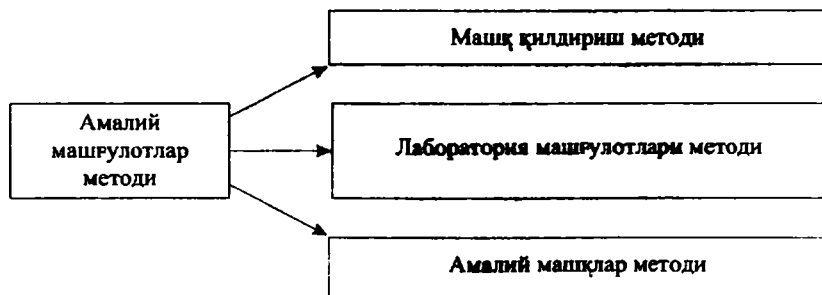 Машқ қилдириш методи
Амалий
машғулотлар
методи
Лаборатория машғулотлари методи
Амалий машқлар методи